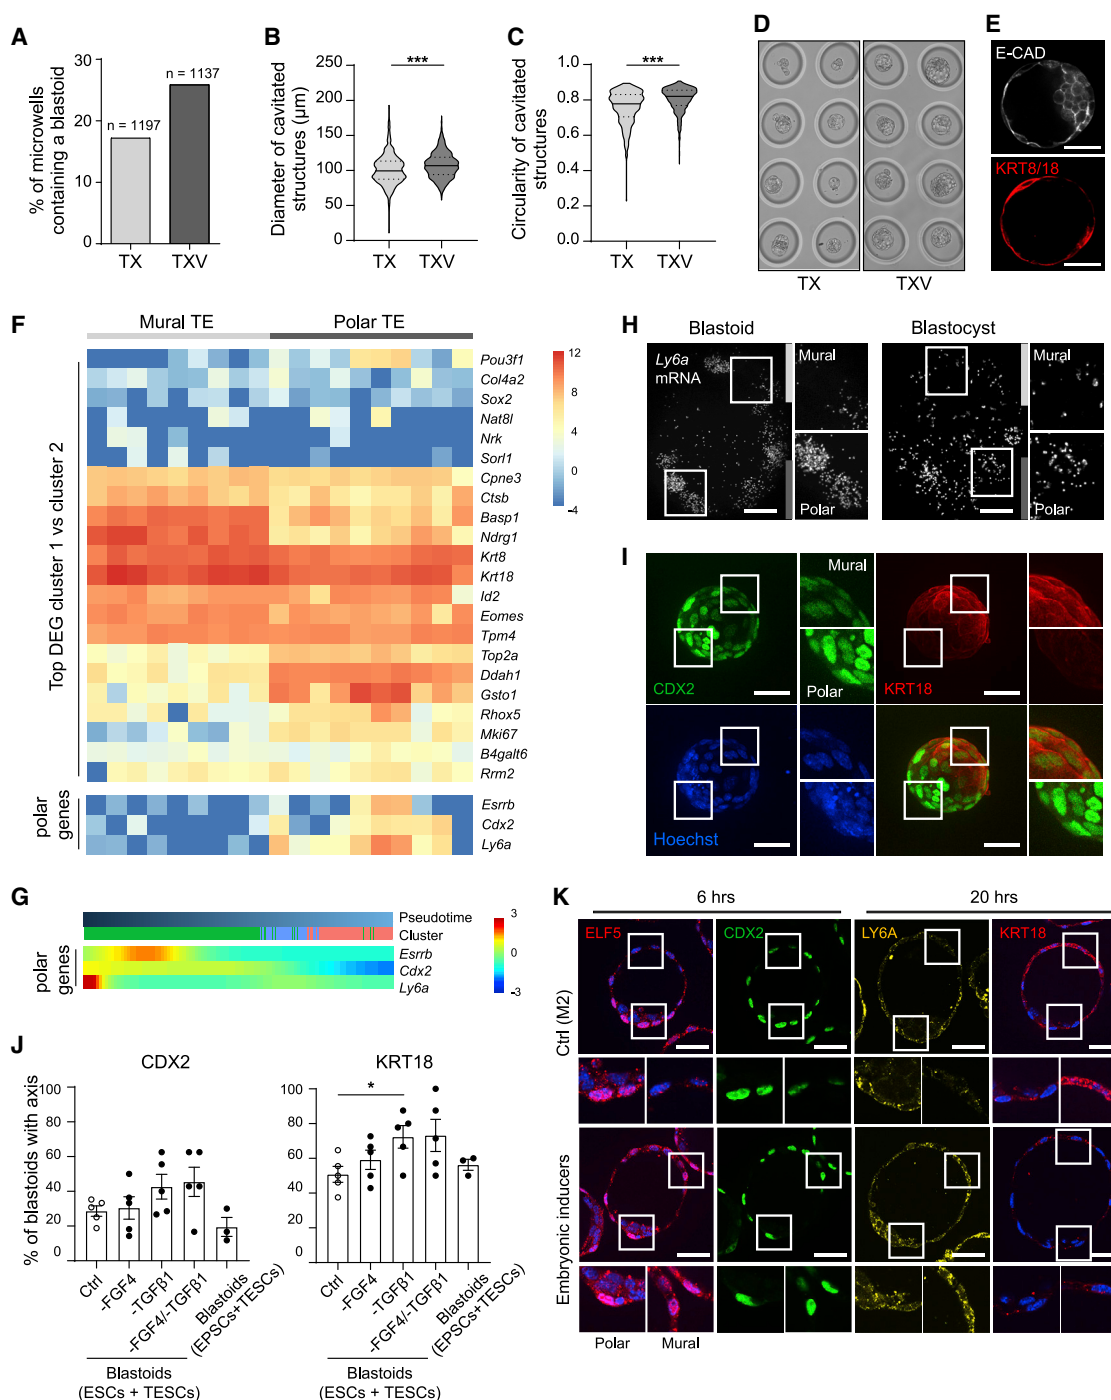 A
% of microwells
containing a blastoid
30
20
10
0
n = 1197
n = 1137
TX
TXV
B
Diameter of cavitated
structures (µm)
250
200
150
100
50
0
***
TX
TXV
C
Circularity of cavitated
structures
1.0
0.8
0.6
0.4
0.2
0.0
***
TX
TXV
D
TX
TXV
E
E-CAD
KRT8/18
F
Mural TE
Polar TE
Top DEG cluster 1 vs cluster 2
Pou3f1
Col4a2
Sox2
Nat8l
Nrk
Sorl1
Cpne3
Ctsb
Basp1
Ndrg1
Krt8
Krt18
Id2
Eomes
Tpm4
Top2a
Ddah1
Gsto1
Rhox5
Mki67
B4galt6
Rrm2
polar
genes
Esrrb
Cdx2
Ly6a
12
8
4
0
-4
G
Pseudotime
Cluster
polar
genes
Esrrb
Cdx2
Ly6a
3
0
-3
H
Blastoid
Blastocyst
Ly6a
mRNA
Mural
Polar
Mural
Polar
I
Mural
CDX2
Polar
KRT18
Hoechst
J
CDX2
% of blastoids with axis
100
80
60
40
20
0
Ctrl
-FGF4
-TGFβ1
-FGF4/-TGFβ1
Blastoids
(EPSCs+TESCs)
Blastoids
(ESCs + TESCs)
KRT18
*
100
80
60
40
20
0
Ctrl
-FGF4
-TGFβ1
-FGF4/-TGFβ1
Blastoids
(EPSCs+TESCs)
Blastoids
(ESCs + TESCs)
K
6 hrs
20 hrs
Ctrl (M2)
ELF5
CDX2
LY6A
KRT18
Embryonic inducers
Polar
Mural